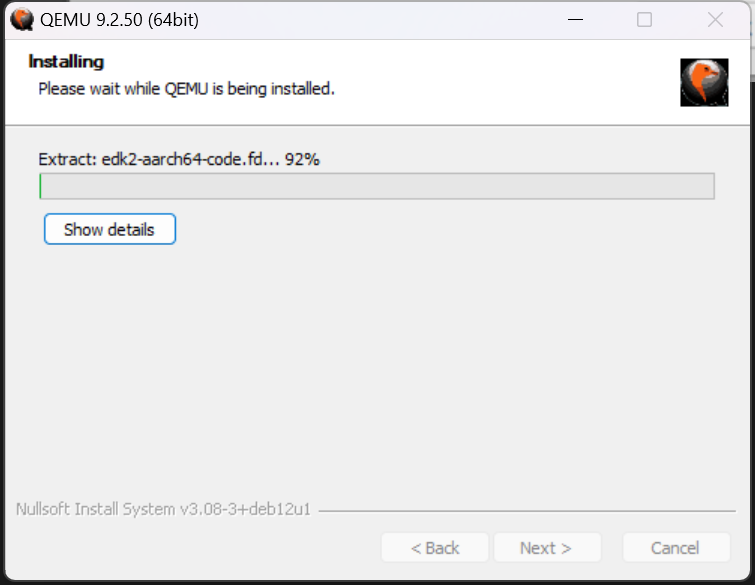 QEMU 9.2.50 (64bit)
Installing
Please wait while QEMU is being installed.
Extract: edk2-aarch64-code.fd... 92%
Show details
Nullsoft Install System v3.08-3+deb12u1
< Back Next > Cancel